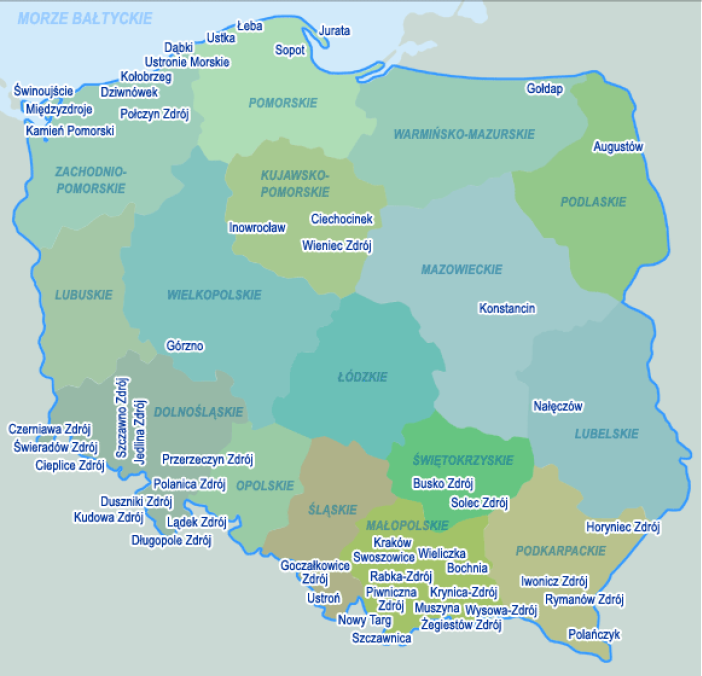 MORZE BAŁTYCKIE
Łeba
Jurata
Ustka
Dąbki
Sopot
Ustronie Morskie
Kołobrzeg
Świnoujście
Dziwnówek
Gołdap
Międzyzdroje
Połczyn Zdrój
POMORSKIE
Kamień Pomorski
WARMIŃSKO-MAZURSKIE
Augustów
ZACHODNIO-
POMORSKIE
KUJAWSKO-
POMORSKIE
PODLASKIE
Ciechocinek
Inowrocław
Wieniec Zdrój
MAZOWIECKIE
LUBUSKIE
WIELKOPOLSKIE
Konstancin
Górzno
ŁÓDZKIE
Szczawno Zdrój
Jedlina Zdrój
DOLNOŚLĄSKIE
Nałęczów
Czerniawa Zdrój
LUBELSKIE
Świeradów Zdrój
Cieplice Zdrój
Przerzeczyn Zdrój
ŚWIĘTOKRZYSKIE
Polanica Zdrój
OPOLSKIE
Busko Zdrój
Duszniki Zdrój
Solec Zdrój
Kudowa Zdrój
Lądek Zdrój
ŚLĄSKIE
MAŁOPOLSKIE
Horyniec Zdrój
Długopole Zdrój
Kraków
Swoszowice
Wieliczka
PODKARPACKIE
Goczałkowice
Zdrój
Bochnia
Rabka-Zdrój
Iwonicz Zdrój
Ustroń
Piwniczna
Zdrój
Krynica-Zdrój
Rymanów Zdrój
Muszyna
Wysowa-Zdrój
Nowy Targ
Żegiestów Zdrój
Szczawnica
Polańczyk